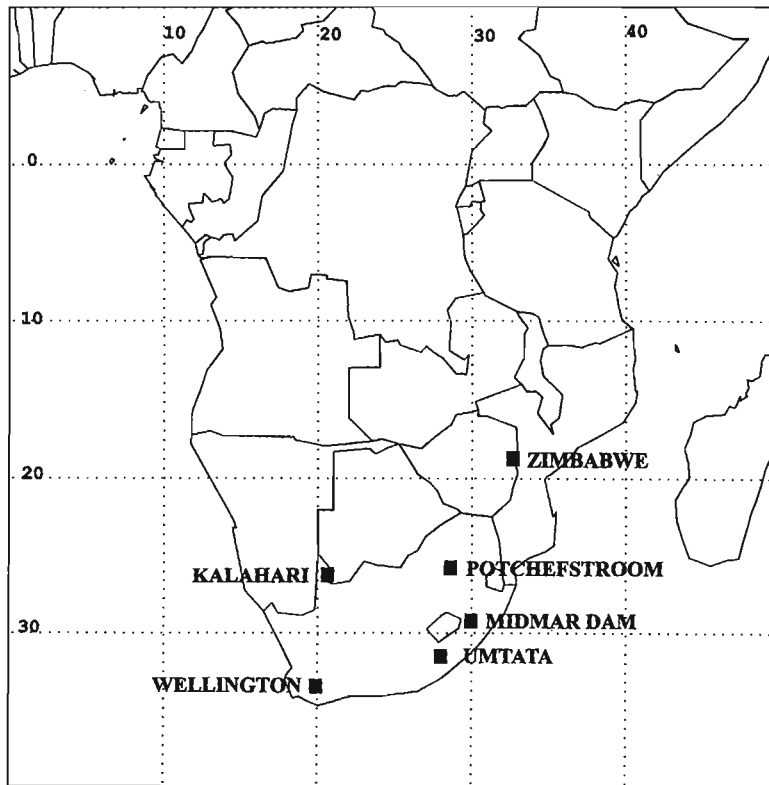 10 20 30 40
0
10
20
ZIMBABWE
KALAHARI
POTCHEFSTROOM
MIDMAR DAM
30
UMTATA
WELLINGTON